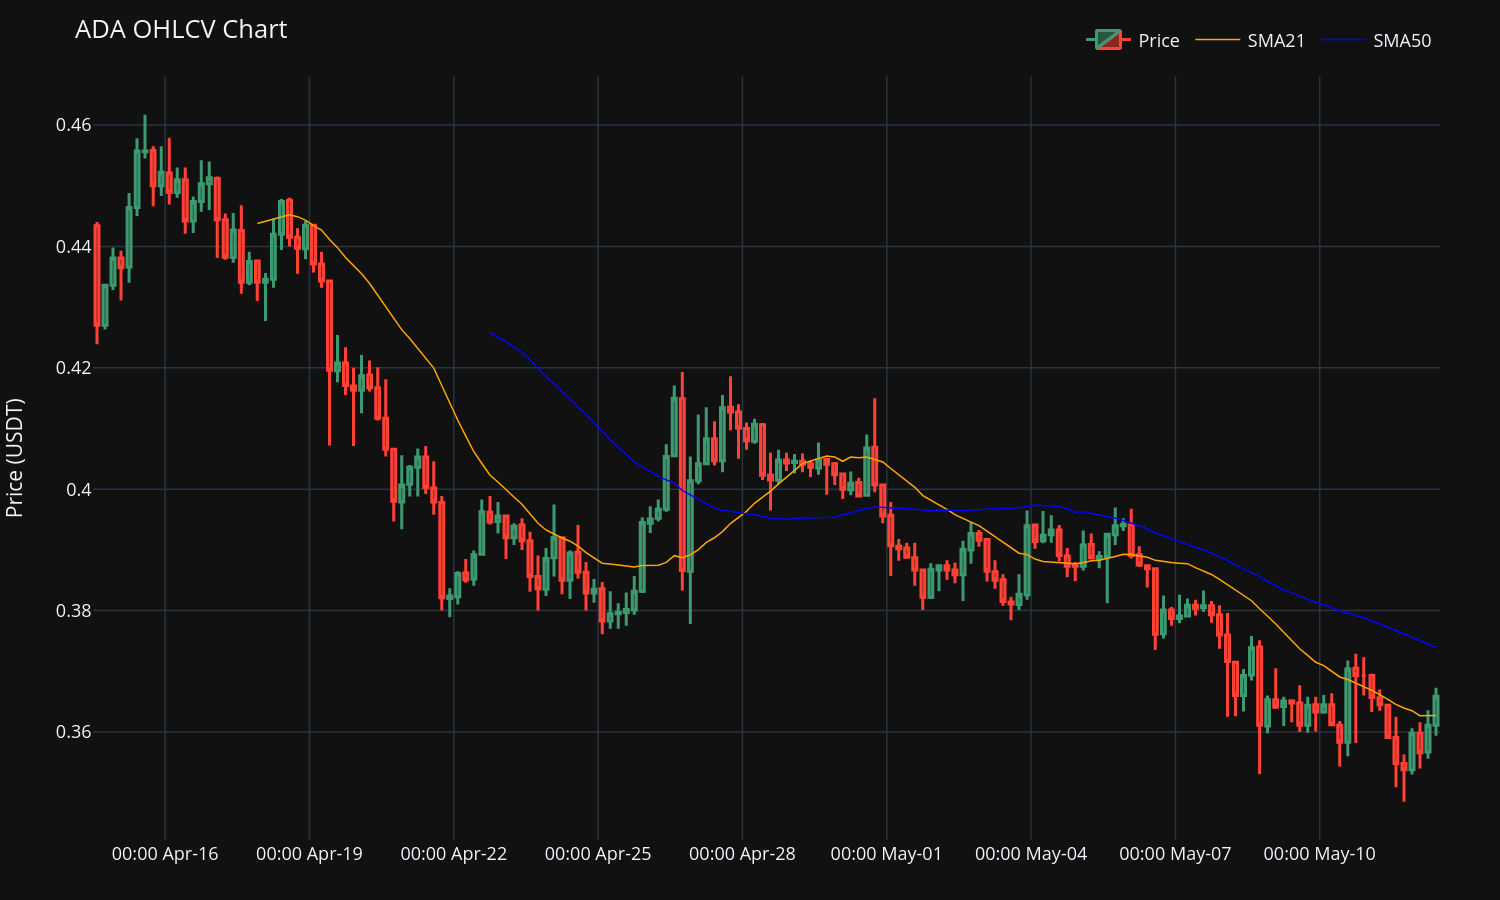 ADA OHLCV Chart
Price
SMA21
SMA50
Price (USDT)
0.46
0.44
0.42
0.4
0.38
0.36
00:00 Apr-16
00:00 Apr-19
00:00 Apr-22
00:00 Apr-25
00:00 Apr-28
00:00 May-01
00:00 May-04
00:00 May-07
00:00 May-10